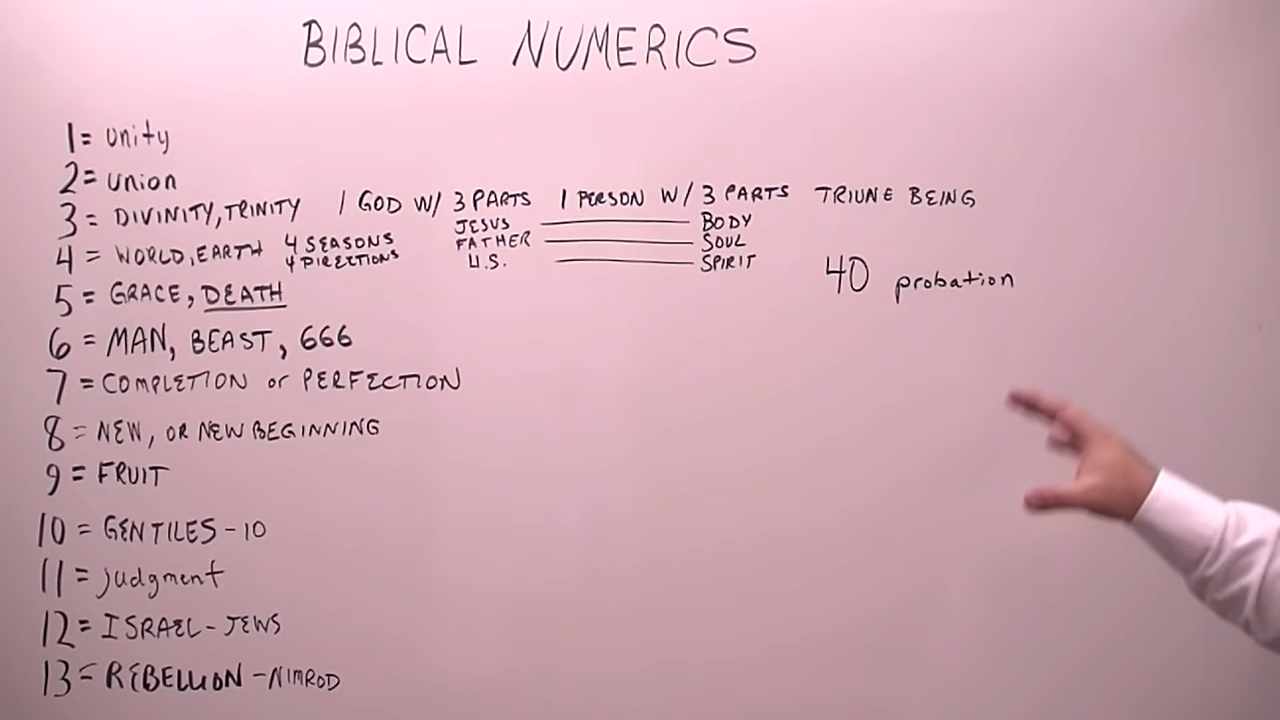 BIBLICAL NUMERICS
1 = unity
2 = union
3 = DIVINITY, TRINITY 1 GOD W/ 3 PARTS 1 PERSON W/ 3 PARTS TRIUNE BEING
JESUS BODY
4 = WORLD, EARTH 4 SEASONS FATHER SOUL
4 DIRECTIONS H.S. SPIRIT
40 probation
5 = GRACE, DEATH
6 = MAN, BEAST, 666
7 = COMPLETION or PERFECTION
8 = NEW, OR NEW BEGINNING
9 = FRUIT
10 = GENTILES - 10
11 = judgment
12 = ISRAEL - JEWS
13 = REBELLION - NIMROD